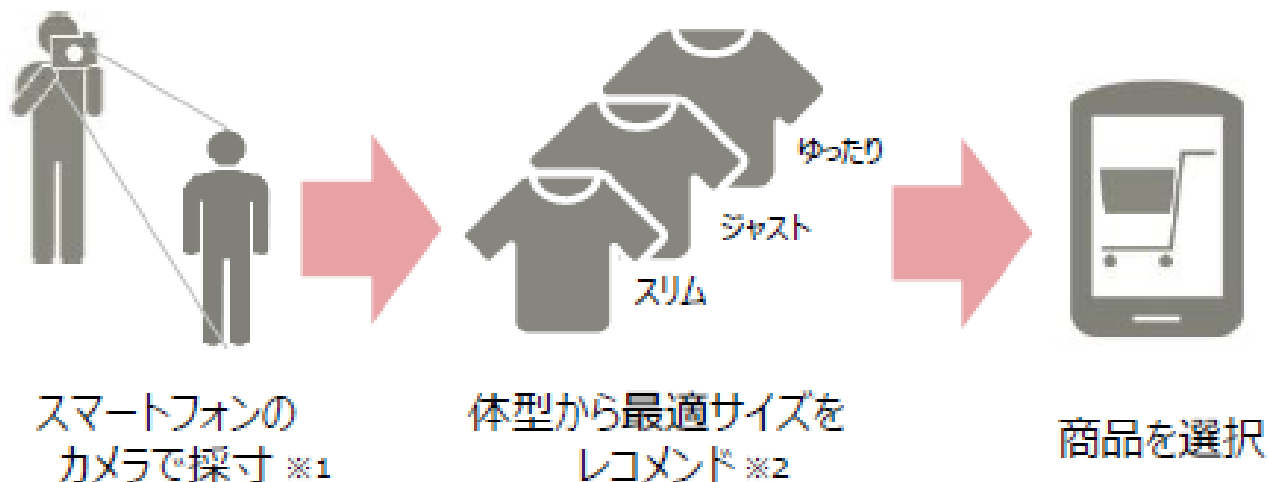 ゆったり
ジャスト
スリム
スマートフォンの
カメラで採寸 ※1
体型から最適サイズを
レコメンド ※2
商品を選択